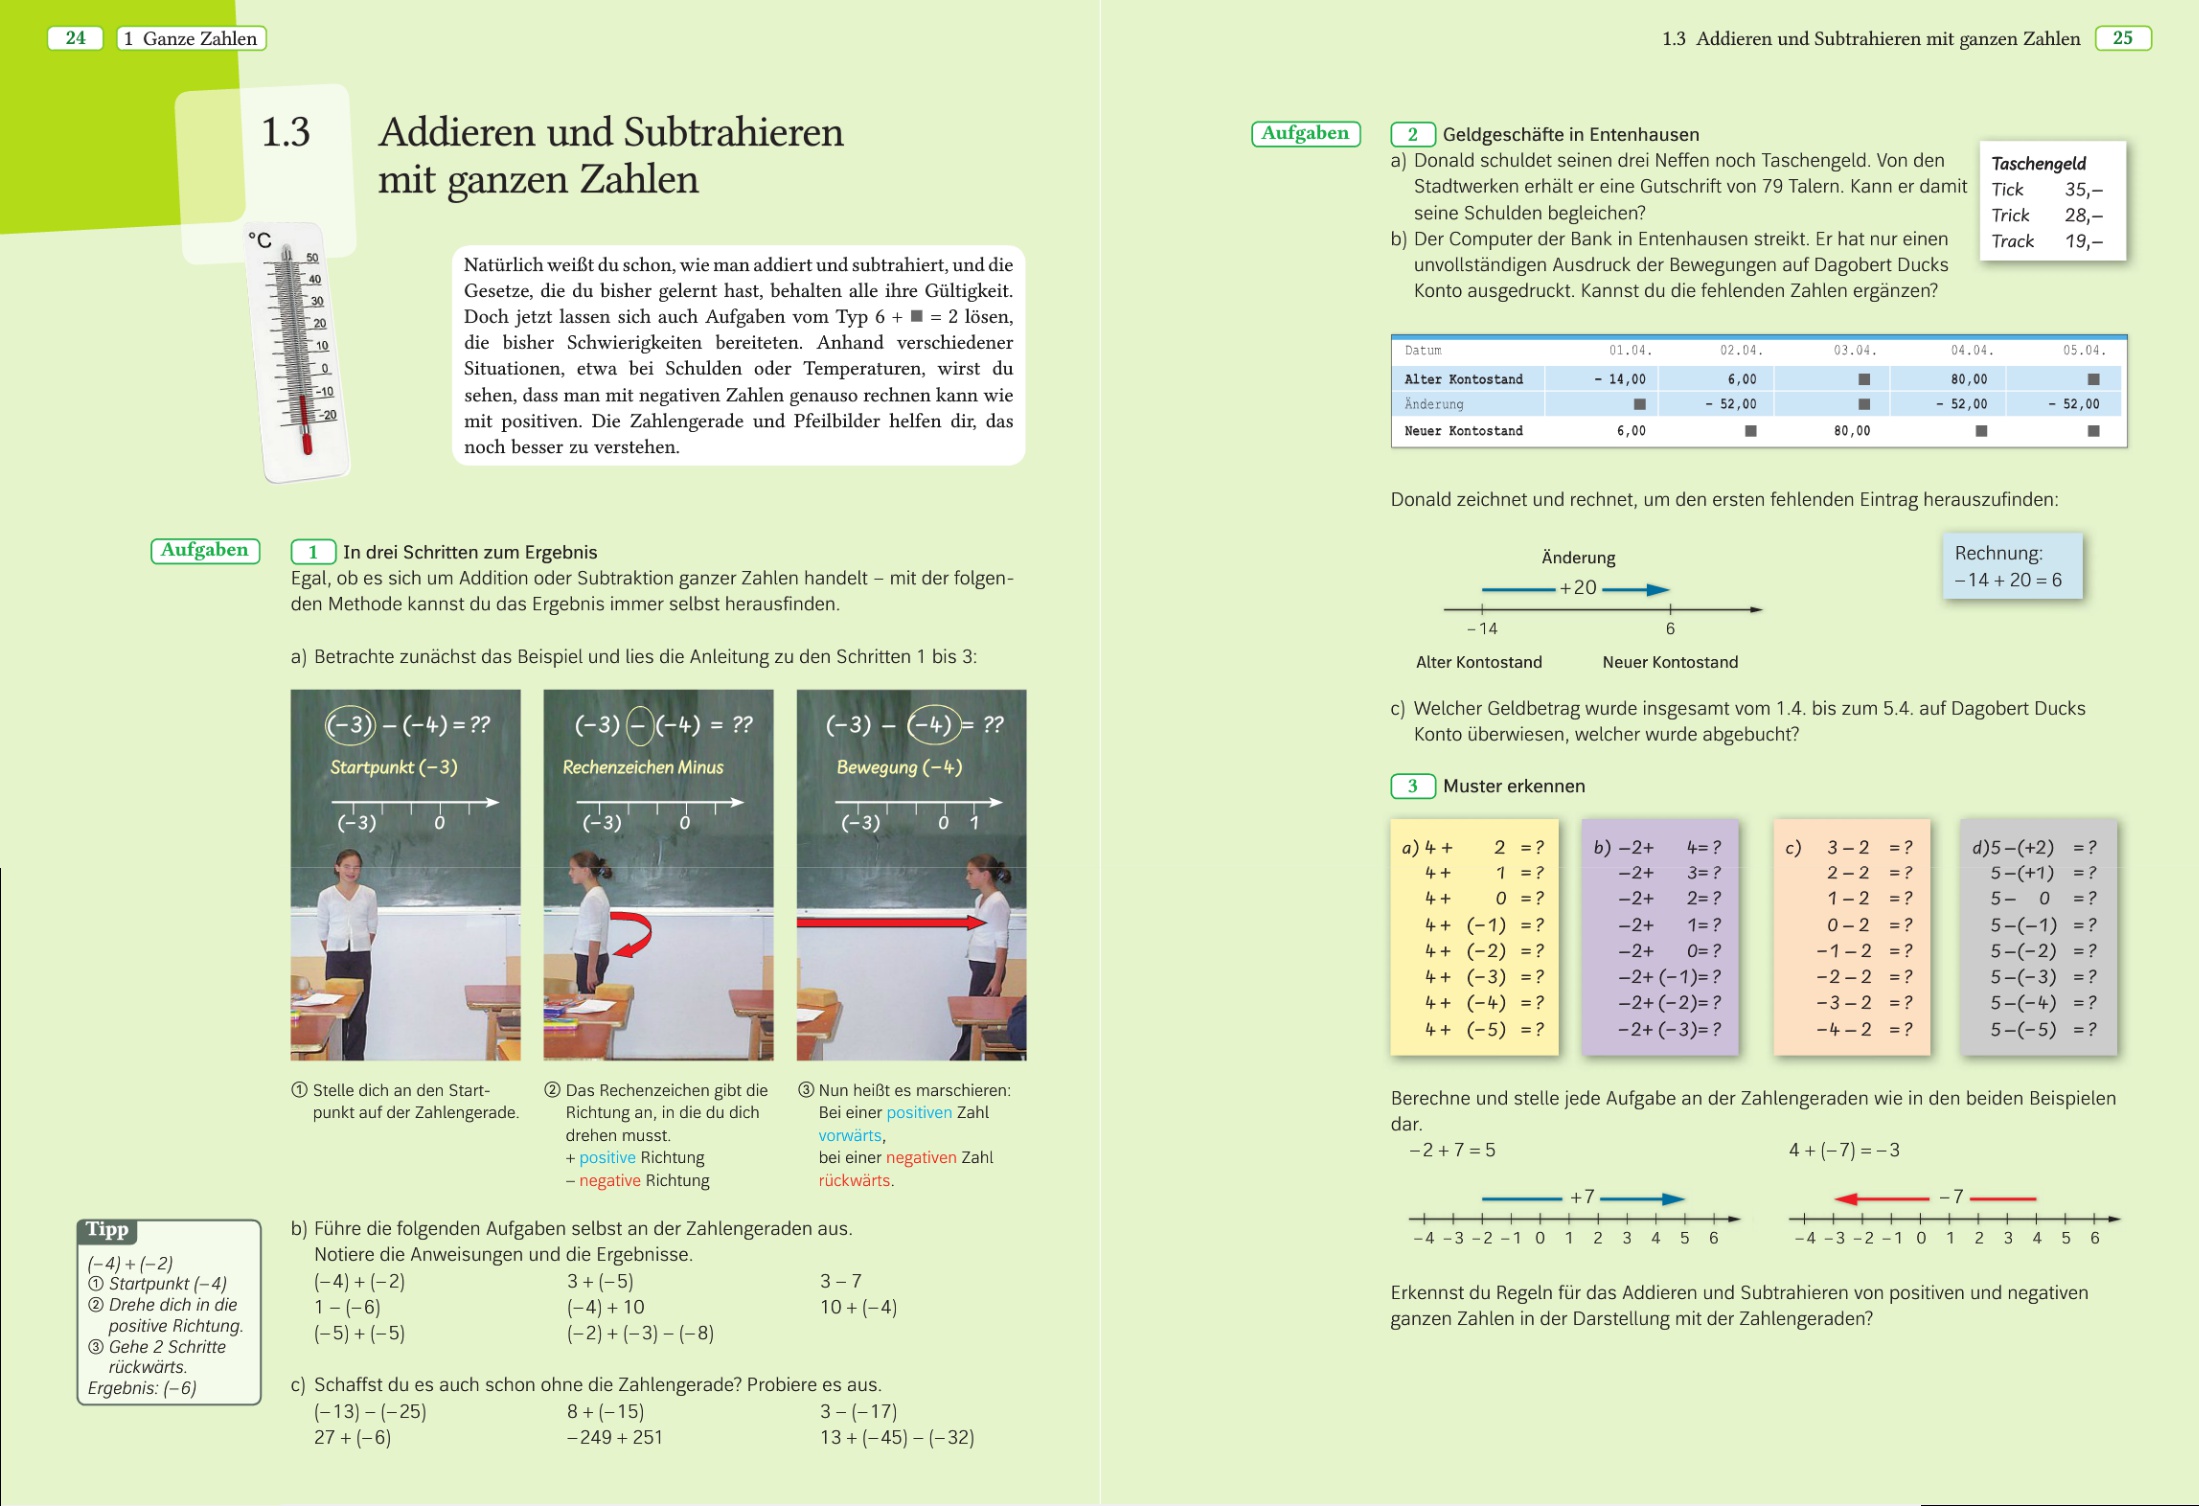 24
1 Ganze Zahlen
1.3
Addieren und Subtrahieren
mit ganzen Zahlen
°C
50
40
30
20
10
0
-10
-20
Natürlich weißt du schon, wie man addiert und subtrahiert, und die
Gesetze, die du bisher gelernt hast, behalten alle ihre Gültigkeit.
Doch jetzt lassen sich auch Aufgaben vom Typ 6 + ■ = 2 lösen,
die bisher Schwierigkeiten bereiteten. Anhand verschiedener
Situationen, etwa bei Schulden oder Temperaturen, wirst du
sehen, dass man mit negativen Zahlen genauso rechnen kann wie
mit positiven. Die Zahlengerade und Pfeilbilder helfen dir, das
noch besser zu verstehen.
Aufgaben
1 In drei Schritten zum Ergebnis
Egal, ob es sich um Addition oder Subtraktion ganzer Zahlen handelt – mit der folgen-
den Methode kannst du das Ergebnis immer selbst herausfinden.
a) Betrachte zunächst das Beispiel und lies die Anleitung zu den Schritten 1 bis 3:
(−3) − (−4) = ??
Startpunkt (−3)
(−3) 0
(−3) − (−4) = ??
Rechenzeichen Minus
(−3) 0
(−3) − (−4) = ??
Bewegung (−4)
(−3) 0 1
① Stelle dich an den Start-
punkt auf der Zahlengerade.
② Das Rechenzeichen gibt die
Richtung an, in die du dich
drehen musst.
+ positive Richtung
– negative Richtung
③ Nun heißt es marschieren:
Bei einer positiven Zahl
vorwärts,
bei einer negativen Zahl
rückwärts.
Tipp
(−4) + (−2)
① Startpunkt (−4)
② Drehe dich in die
positive Richtung.
③ Gehe 2 Schritte
rückwärts.
Ergebnis: (−6)
b) Führe die folgenden Aufgaben selbst an der Zahlengeraden aus.
Notiere die Anweisungen und die Ergebnisse.
(−4) + (−2) 3 + (−5) 3 − 7
1 − (−6) (−4) + 10 10 + (−4)
(−5) + (−5) (−2) + (−3) − (−8)
c) Schaffst du es auch schon ohne die Zahlengerade? Probiere es aus.
(−13) − (−25) 8 + (−15) 3 − (−17)
27 + (−6) −249 + 251 13 + (−45) − (−32)
1.3 Addieren und Subtrahieren mit ganzen Zahlen
25
Aufgaben
2 Geldgeschäfte in Entenhausen
a) Donald schuldet seinen drei Neffen noch Taschengeld. Von den
Stadtwerken erhält er eine Gutschrift von 79 Talern. Kann er damit
seine Schulden begleichen?
b) Der Computer der Bank in Entenhausen streikt. Er hat nur einen
unvollständigen Ausdruck der Bewegungen auf Dagobert Ducks
Konto ausgedruckt. Kannst du die fehlenden Zahlen ergänzen?
Taschengeld
Tick 35,–
Trick 28,–
Track 19,–
Datum 01.04. 02.04. 03.04. 04.04. 05.04.
Alter Kontostand - 14,00 6,00 ■ 80,00 ■
Änderung ■ - 52,00 ■ - 52,00 - 52,00
Neuer Kontostand 6,00 ■ 80,00 ■ ■
Donald zeichnet und rechnet, um den ersten fehlenden Eintrag herauszufinden:
Änderung
+20
−14 6
Alter Kontostand Neuer Kontostand
Rechnung:
−14 + 20 = 6
c) Welcher Geldbetrag wurde insgesamt vom 1.4. bis zum 5.4. auf Dagobert Ducks
Konto überwiesen, welcher wurde abgebucht?
3 Muster erkennen
a) 4 + 2 = ?
4 + 1 = ?
4 + 0 = ?
4 + (−1) = ?
4 + (−2) = ?
4 + (−3) = ?
4 + (−4) = ?
4 + (−5) = ?
b) −2+ 4= ?
−2+ 3= ?
−2+ 2= ?
−2+ 1= ?
−2+ 0= ?
−2+ (−1)= ?
−2+ (−2)= ?
−2+ (−3)= ?
c) 3 − 2 = ?
2 − 2 = ?
1 − 2 = ?
0 − 2 = ?
−1 − 2 = ?
−2 − 2 = ?
−3 − 2 = ?
−4 − 2 = ?
d) 5 −(+2) = ?
5 −(+1) = ?
5 − 0 = ?
5 −(−1) = ?
5 −(−2) = ?
5 −(−3) = ?
5 −(−4) = ?
5 −(−5) = ?
Berechne und stelle jede Aufgabe an der Zahlengeraden wie in den beiden Beispielen
dar.
−2 + 7 = 5
+7
−4 −3 −2 −1 0 1 2 3 4 5 6
4 + (−7) = −3
−7
−4 −3 −2 −1 0 1 2 3 4 5 6
Erkennst du Regeln für das Addieren und Subtrahieren von positiven und negativen
ganzen Zahlen in der Darstellung mit der Zahlengeraden?